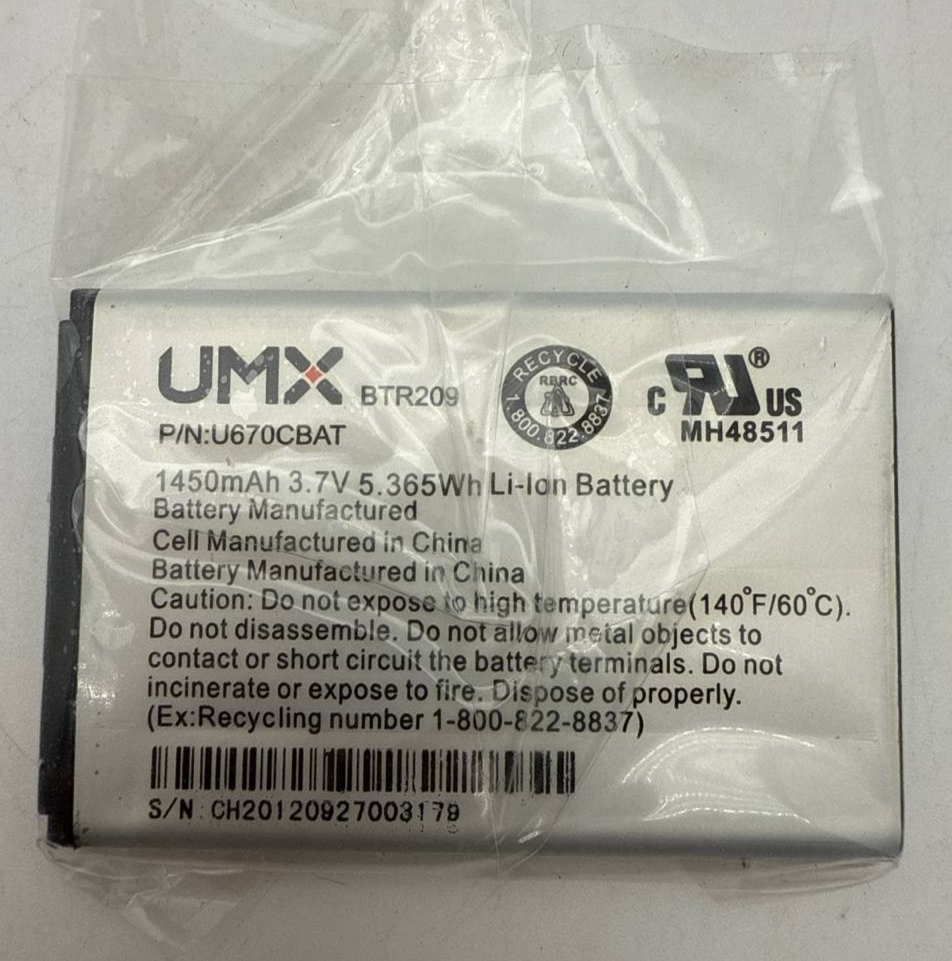 UMX BTR209
P/N:U670CBAT
RECYCLE
RBRC
1.800.822.8837
C RU® US
MH48511
1450mAh 3.7V 5.365Wh Li-Ion Battery
Battery Manufactured
Cell Manufactured in China
Battery Manufactured in China
Caution: Do not expose to high temperature(140°F/60°C).
Do not disassemble. Do not allow metal objects to
contact or short circuit the battery terminals. Do not
incinerate or expose to fire. Dispose of properly.
(Ex:Recycling number 1-800-822-8837)
S/N: CH20120927003179